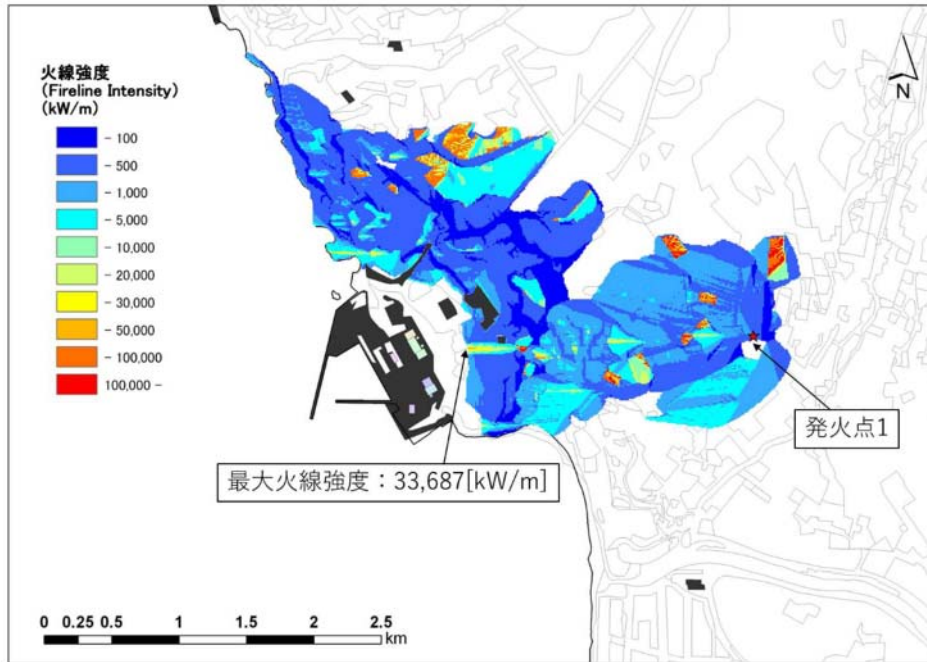 火線強度
(Fireline Intensity)
(kW/m)
- 100
- 500
- 1,000
- 5,000
- 10,000
- 20,000
- 30,000
- 50,000
- 100,000
100,000 -
N
発火点1
最大火線強度：33,687[kW/m]
0 0.25 0.5 1 1.5 2 2.5
km